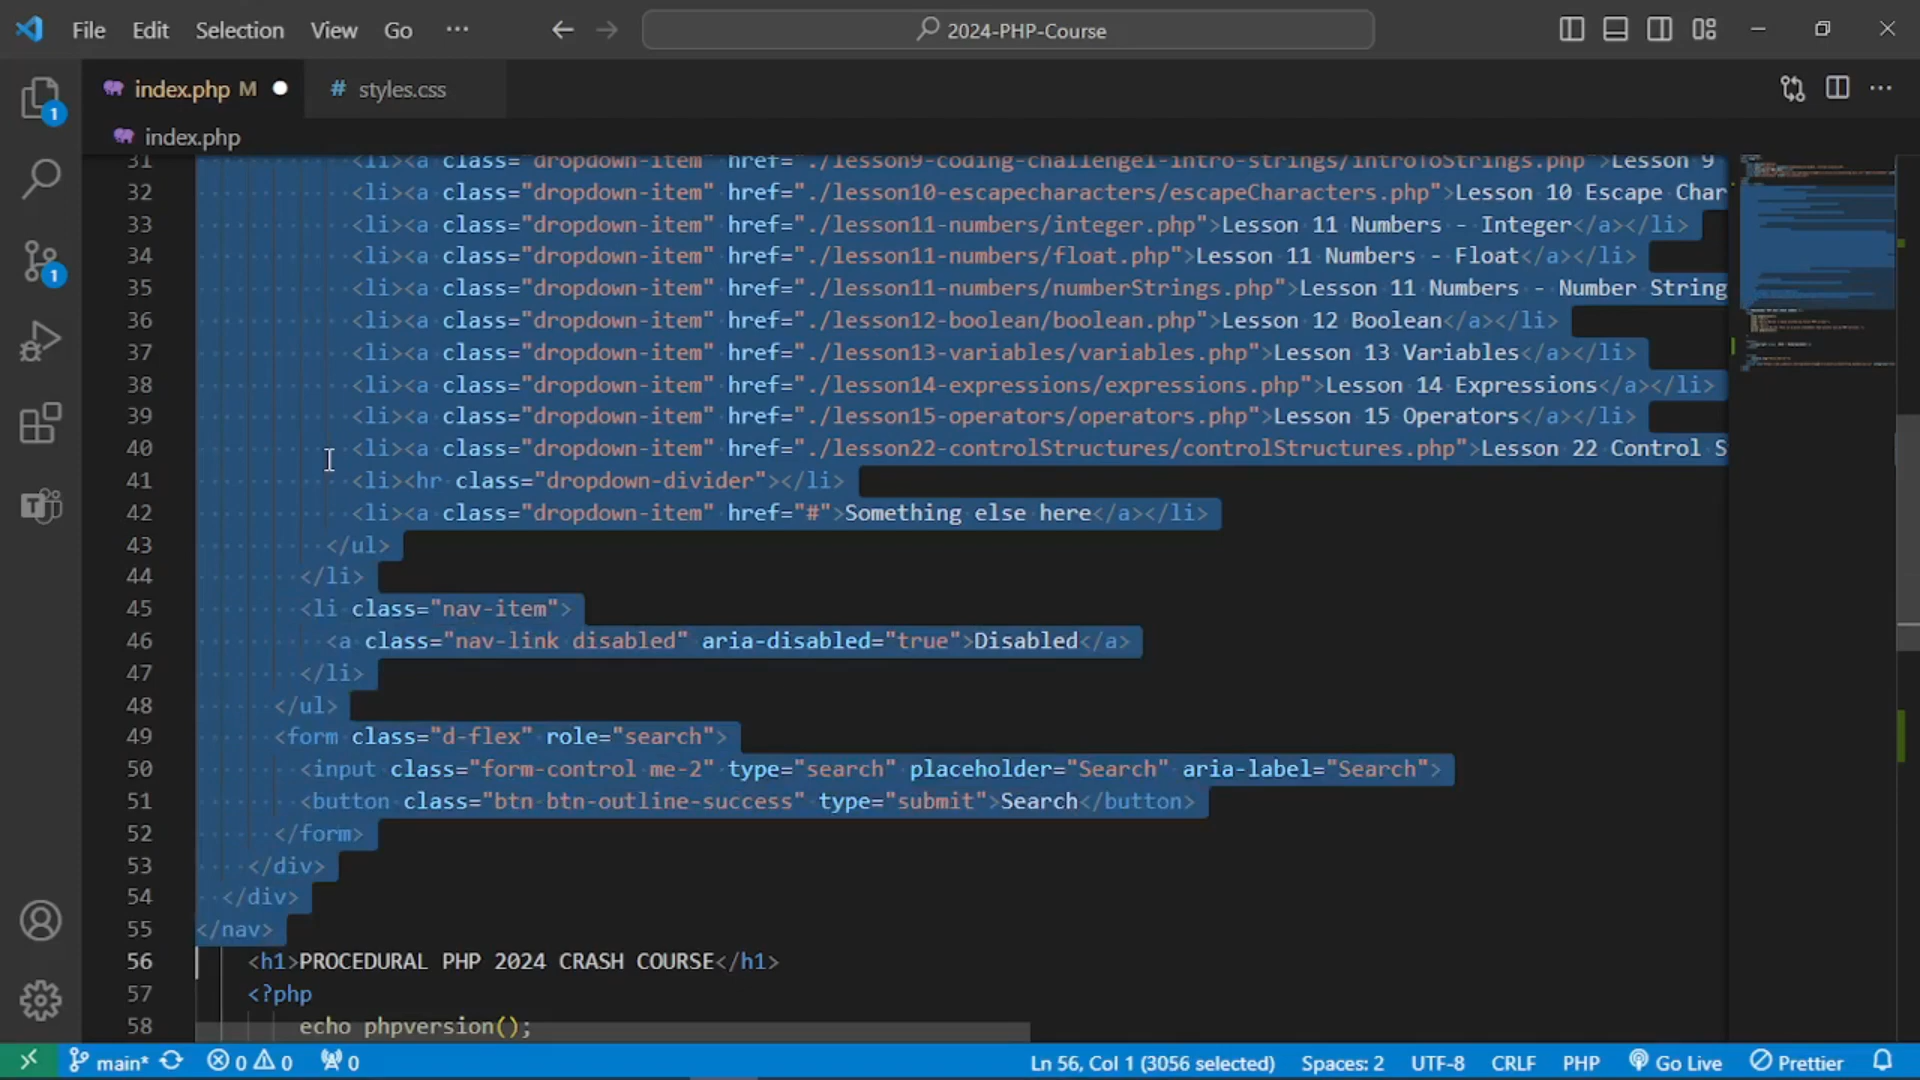 File Edit Selection View Go ··· 2024-PHP-Course
index.php M # styles.css
index.php
31 <li><a class="dropdown-item" href="./lesson9-coding-challenge1-intro-strings/introToStrings.php">Lesson 9
32 <li><a class="dropdown-item" href="./lesson10-escapecharacters/escapeCharacters.php">Lesson 10 Escape Char
33 <li><a class="dropdown-item" href="./lesson11-numbers/integer.php">Lesson 11 Numbers - Integer</a></li>
34 <li><a class="dropdown-item" href="./lesson11-numbers/float.php">Lesson 11 Numbers - Float</a></li>
35 <li><a class="dropdown-item" href="./lesson11-numbers/numberStrings.php">Lesson 11 Numbers - Number String
36 <li><a class="dropdown-item" href="./lesson12-boolean/boolean.php">Lesson 12 Boolean</a></li>
37 <li><a class="dropdown-item" href="./lesson13-variables/variables.php">Lesson 13 Variables</a></li>
38 <li><a class="dropdown-item" href="./lesson14-expressions/expressions.php">Lesson 14 Expressions</a></li>
39 <li><a class="dropdown-item" href="./lesson15-operators/operators.php">Lesson 15 Operators</a></li>
40 <li><a class="dropdown-item" href="./lesson22-controlStructures/controlStructures.php">Lesson 22 Control S
41 <li><hr class="dropdown-divider"></li>
42 <li><a class="dropdown-item" href="#">Something else here</a></li>
43 </ul>
44 </li>
45 <li class="nav-item">
46 <a class="nav-link disabled" aria-disabled="true">Disabled</a>
47 </li>
48 </ul>
49 <form class="d-flex" role="search">
50 <input class="form-control me-2" type="search" placeholder="Search" aria-label="Search">
51 <button class="btn btn-outline-success" type="submit">Search</button>
52 </form>
53 </div>
54 </div>
55 </nav>
56 <h1>PROCEDURAL PHP 2024 CRASH COURSE</h1>
57 <?php
58 echo phpversion();
main* 0 0 0 Ln 56, Col 1 (3056 selected) Spaces: 2 UTF-8 CRLF PHP Go Live Prettier